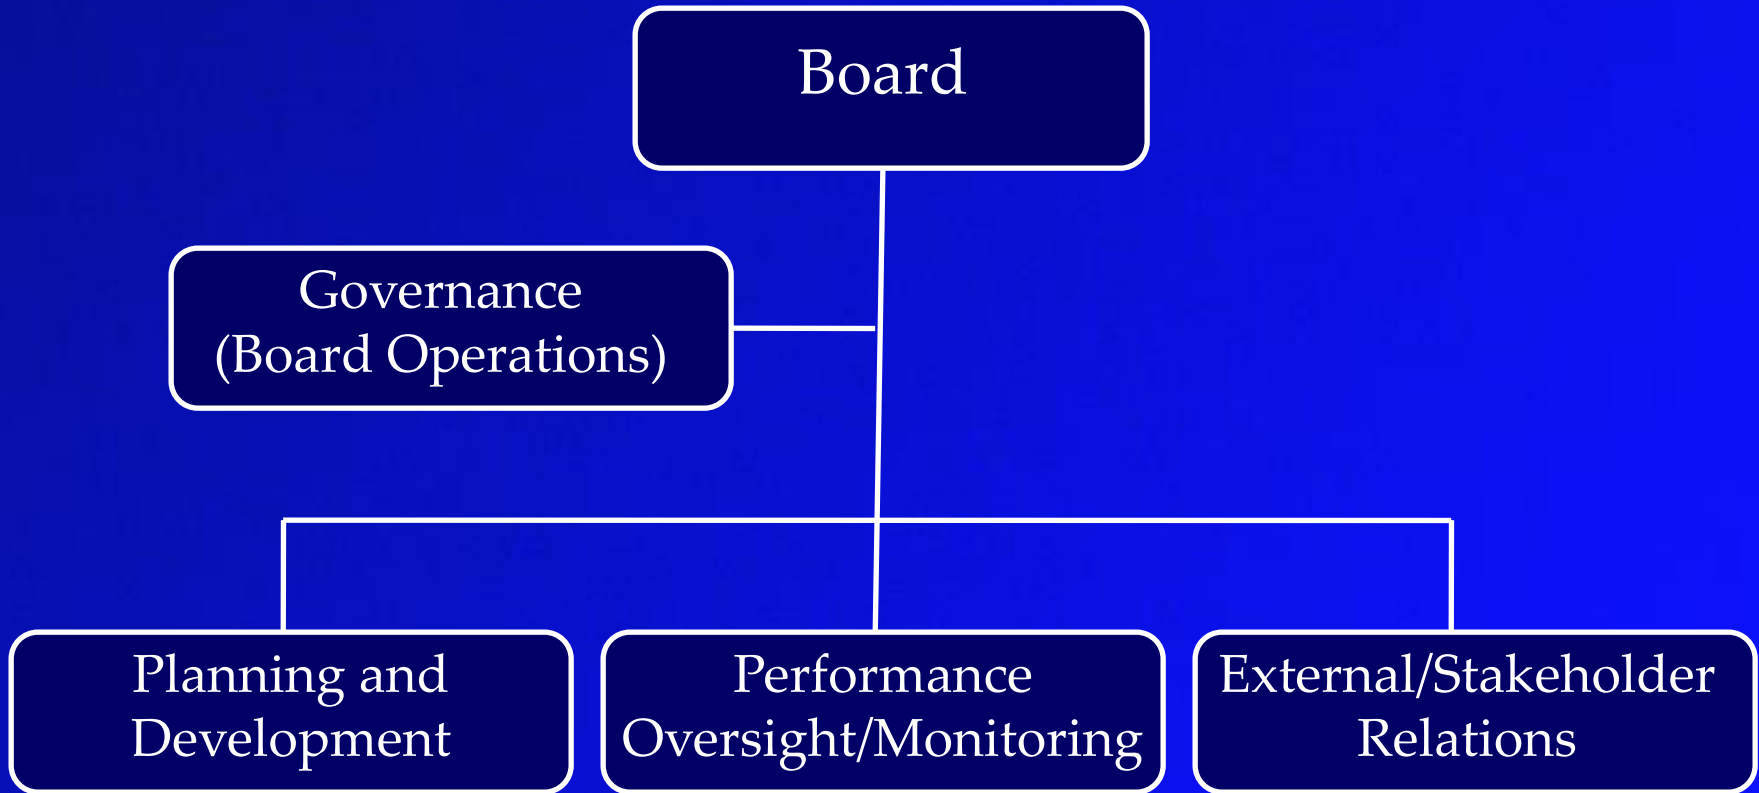 Board
Governance
(Board Operations)
Planning and
Development
Performance
Oversight/Monitoring
External/Stakeholder
Relations